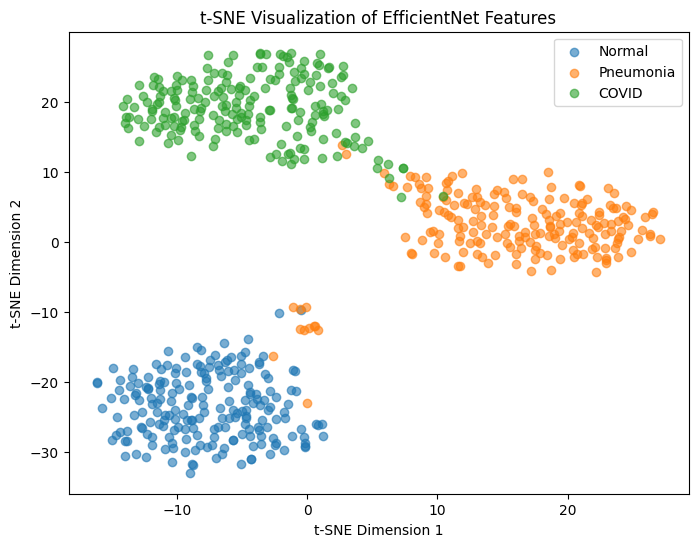 t-SNE Visualization of EfficientNet Features
Normal
Pneumonia
COVID
20
10
0
−10
−20
−30
t-SNE Dimension 2
−10
0
10
20
t-SNE Dimension 1